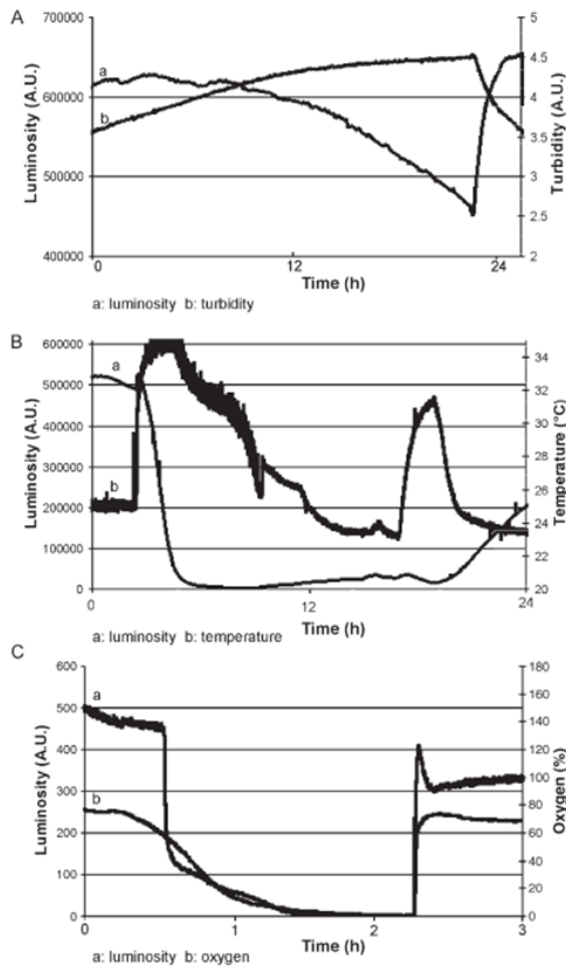 A
Luminosity (A.U.)
700000
600000
500000
400000
a
b
5
4.5
4
3.5
3
2.5
2
Turbidity (A.U.)
0 12 24
Time (h)
a: luminosity b: turbidity
B
Luminosity (A.U.)
600000
500000
400000
300000
200000
100000
0
a
b
34
32
30
28
26
24
22
20
Temperature (°C)
0 12 24
Time (h)
a: luminosity b: temperature
C
Luminosity (A.U.)
600
500
400
300
200
100
0
a
b
180
160
140
120
100
80
60
40
20
0
Oxygen (%)
0 1 2 3
Time (h)
a: luminosity b: oxygen